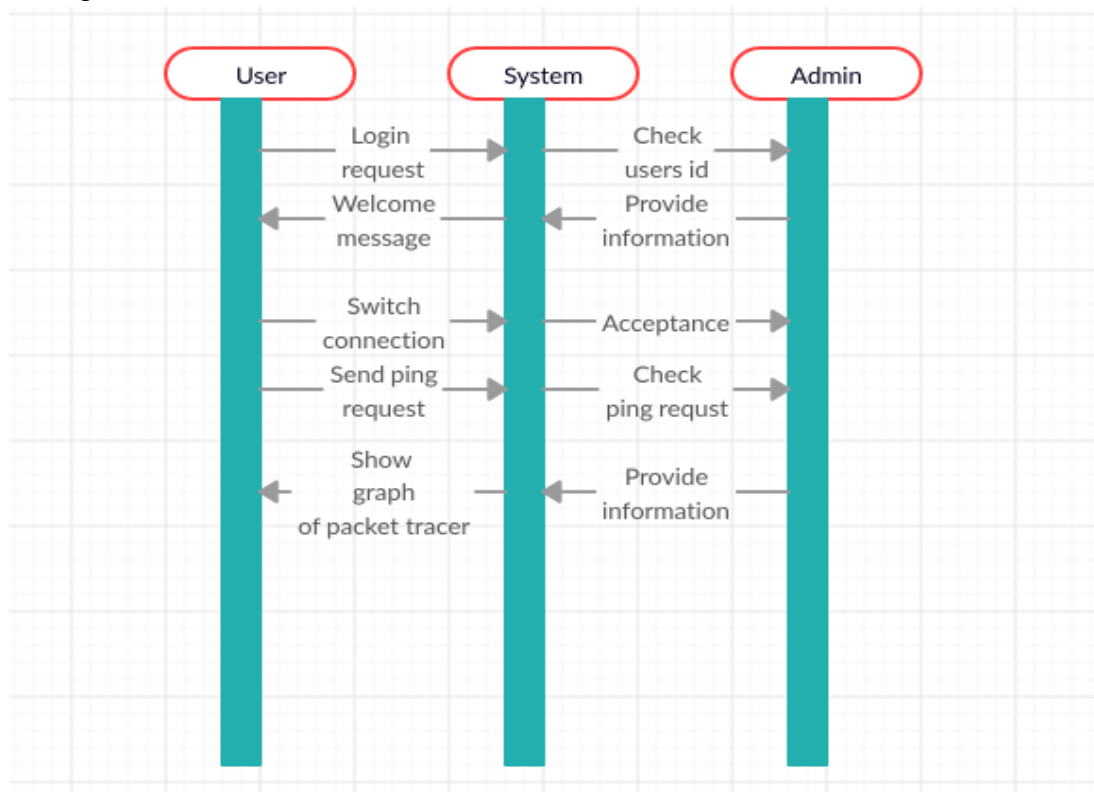 User
System
Admin
Login
request
Check
users id
Welcome
message
Provide
information
Switch
connection
Acceptance
Send ping
request
Check
ping requst
Show
graph
of packet tracer
Provide
information